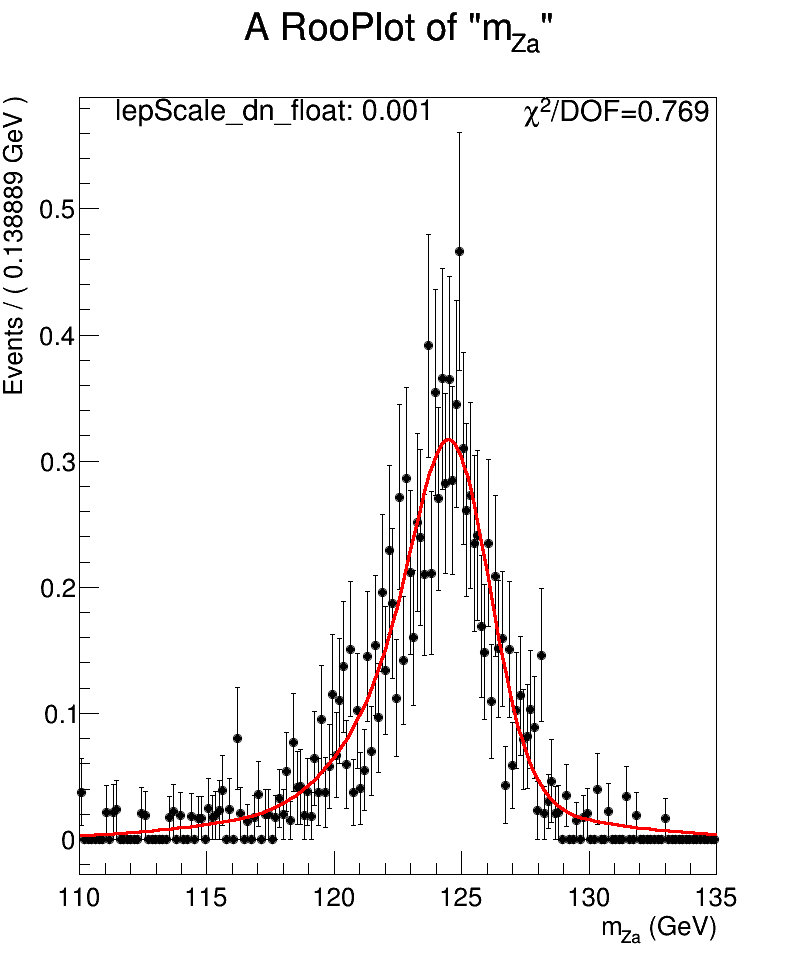 A RooPlot of "m_Za"
lepScale_dn_float: 0.001
χ²/DOF=0.769
Events / ( 0.138889 GeV )
0.5
0.4
0.3
0.2
0.1
0
110 115 120 125 130 135
m_Za (GeV)